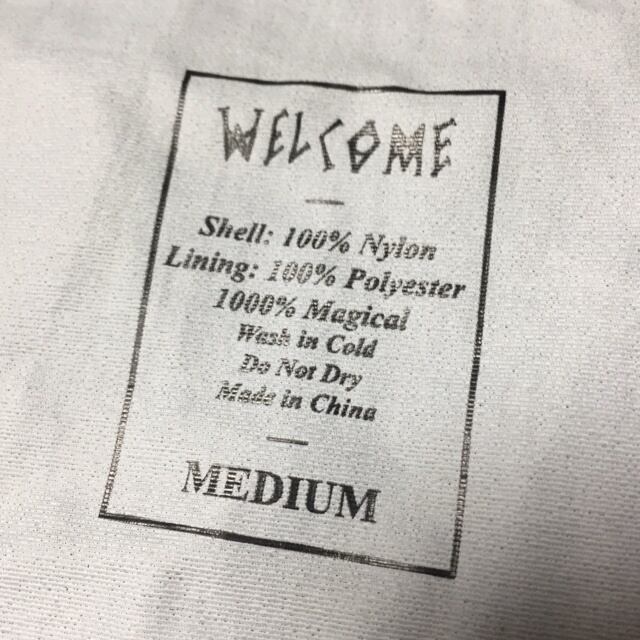 WELCOME
Shell: 100% Nylon
Lining: 100% Polyester
1000% Magical
Wash in Cold
Do Not Dry
Made in China
MEDIUM